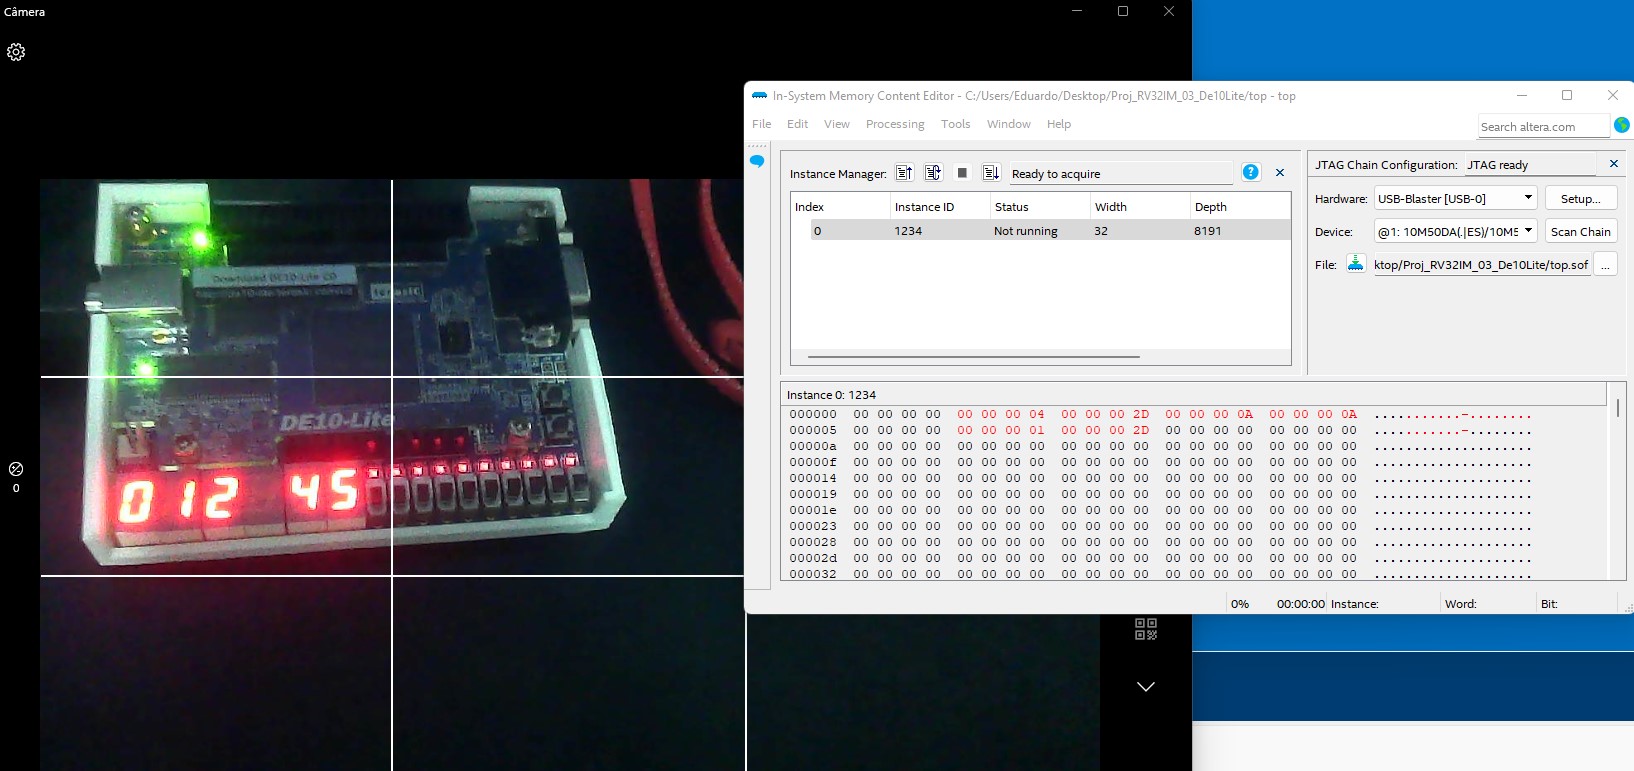 Câmera
0
Download DE10-Lite CD
terasic
DE10-Lite
012 45
In-System Memory Content Editor - C:/Users/Eduardo/Desktop/Proj_RV32IM_03_De10Lite/top - top
File Edit View Processing Tools Window Help
Search altera.com
Instance Manager: Ready to acquire
Index Instance ID Status Width Depth
0 1234 Not running 32 8191
JTAG Chain Configuration: JTAG ready
Hardware: USB-Blaster [USB-0] Setup...
Device: @1: 10M50DA(.|ES)/10M5 Scan Chain
File: ktop/Proj_RV32IM_03_De10Lite/top.sof ...
Instance 0: 1234
000000 00 00 00 00 00 00 00 04 00 00 00 2D 00 00 00 0A 00 00 00 0A ...........-........
000005 00 00 00 00 00 00 00 01 00 00 00 2D 00 00 00 00 00 00 00 00 ...........-........
00000a 00 00 00 00 00 00 00 00 00 00 00 00 00 00 00 00 00 00 00 00 ....................
00000f 00 00 00 00 00 00 00 00 00 00 00 00 00 00 00 00 00 00 00 00 ....................
000014 00 00 00 00 00 00 00 00 00 00 00 00 00 00 00 00 00 00 00 00 ....................
000019 00 00 00 00 00 00 00 00 00 00 00 00 00 00 00 00 00 00 00 00 ....................
00001e 00 00 00 00 00 00 00 00 00 00 00 00 00 00 00 00 00 00 00 00 ....................
000023 00 00 00 00 00 00 00 00 00 00 00 00 00 00 00 00 00 00 00 00 ....................
000028 00 00 00 00 00 00 00 00 00 00 00 00 00 00 00 00 00 00 00 00 ....................
00002d 00 00 00 00 00 00 00 00 00 00 00 00 00 00 00 00 00 00 00 00 ....................
000032 00 00 00 00 00 00 00 00 00 00 00 00 00 00 00 00 00 00 00 00 ....................
0% 00:00:00 Instance: Word: Bit: